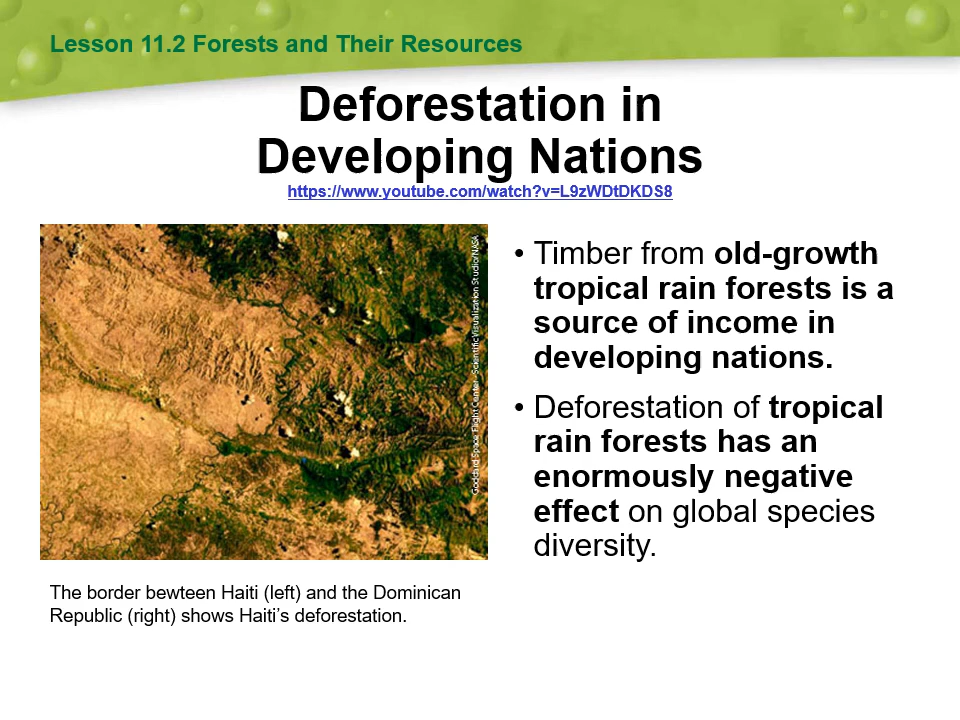 Lesson 11.2 Forests and Their Resources
Deforestation in
Developing Nations
https://www.youtube.com/watch?v=L9zWDtDKDS8
Goddard Space Flight Center - Scientific Visualization Studio/NASA
• Timber from old-growth
tropical rain forests is a
source of income in
developing nations.
• Deforestation of tropical
rain forests has an
enormously negative
effect on global species
diversity.
The border bewteen Haiti (left) and the Dominican
Republic (right) shows Haiti’s deforestation.